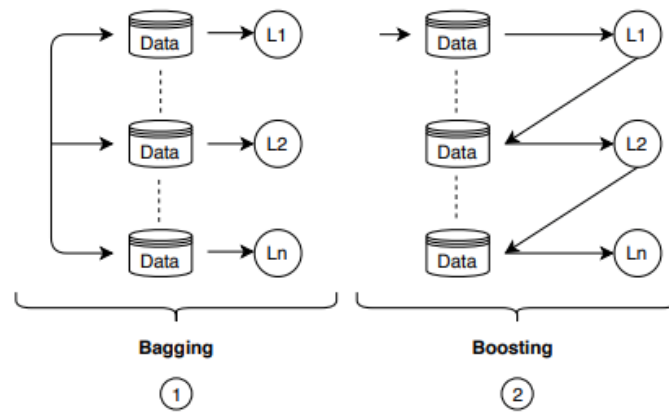 Data L1 Data L1
Data L2 Data L2
Data Ln Data Ln
Bagging Boosting
1 2